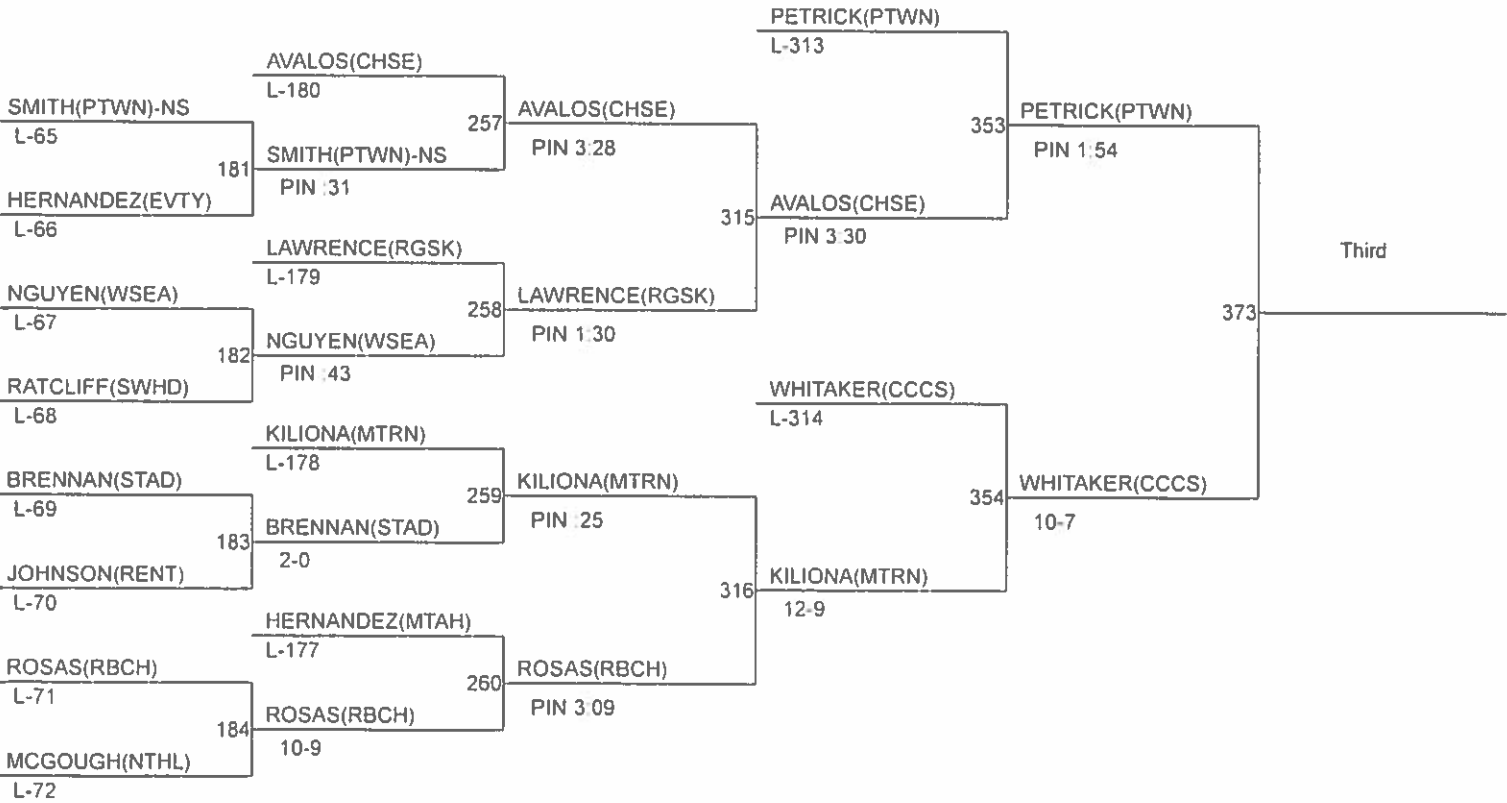 SMITH(PTWN)-NS
L-65
181
HERNANDEZ(EVTY)
L-66
NGUYEN(WSEA)
L-67
182
RATCLIFF(SWHD)
L-68
BRENNAN(STAD)
L-69
183
JOHNSON(RENT)
L-70
ROSAS(RBCH)
L-71
184
MCGOUGH(NTHL)
L-72
AVALOS(CHSE)
L-180
257
SMITH(PTWN)-NS
PIN :31
LAWRENCE(RGSK)
L-179
258
NGUYEN(WSEA)
PIN :43
KILIONA(MTRN)
L-178
259
BRENNAN(STAD)
2-0
HERNANDEZ(MTAH)
L-177
260
ROSAS(RBCH)
10-9
AVALOS(CHSE)
PIN 3:28
315
LAWRENCE(RGSK)
PIN 1:30
KILIONA(MTRN)
PIN :25
316
ROSAS(RBCH)
PIN 3:09
PETRICK(PTWN)
L-313
353
AVALOS(CHSE)
PIN 3:30
WHITAKER(CCCS)
L-314
354
KILIONA(MTRN)
12-9
PETRICK(PTWN)
PIN 1:54
373
WHITAKER(CCCS)
10-7
Third